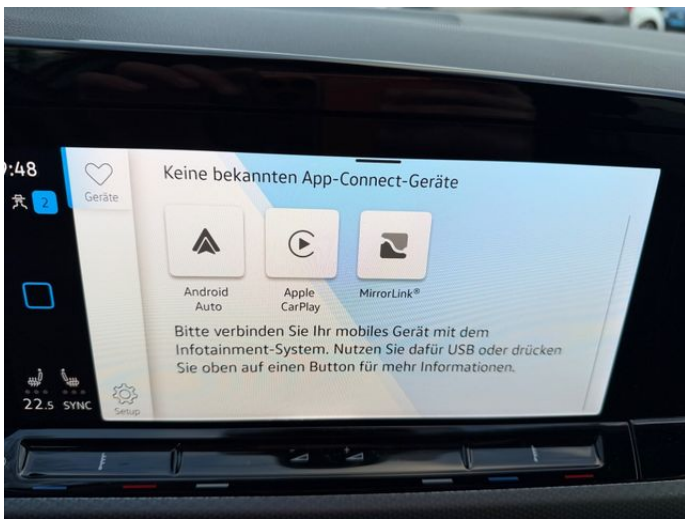 :48
2
Geräte
Keine bekannten App-Connect-Geräte
Android
Auto
Apple
CarPlay
MirrorLink®
Bitte verbinden Sie Ihr mobiles Gerät mit dem
Infotainment-System. Nutzen Sie dafür USB oder drücken
Sie oben auf einen Button für mehr Informationen.
22.5 SYNC
Setup